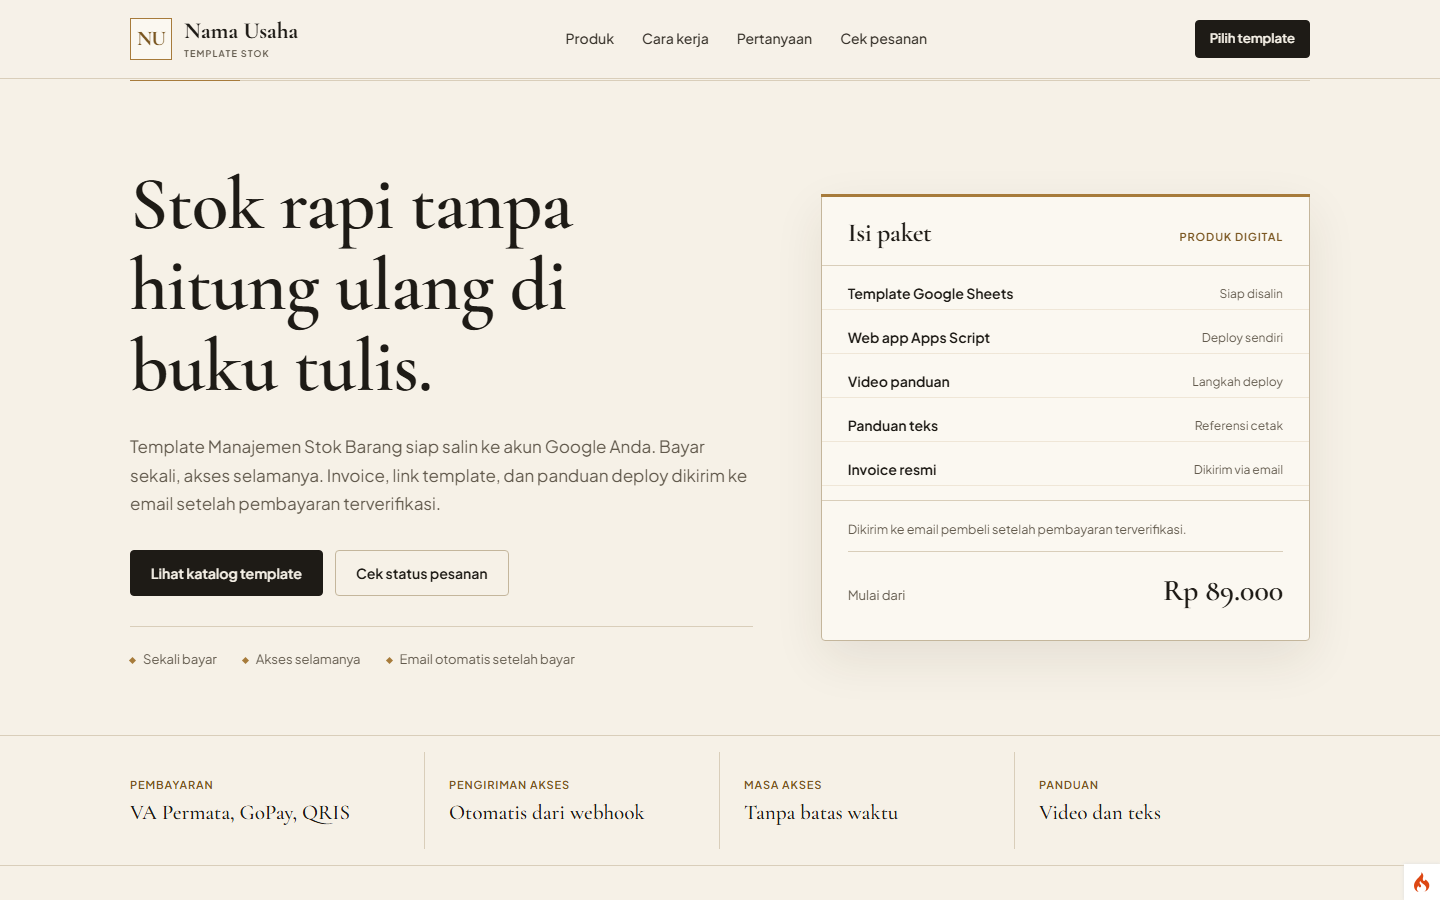 NU
Nama Usaha
TEMPLATE STOK
Produk
Cara kerja
Pertanyaan
Cek pesanan
Pilih template
Stok rapi tanpa
hitung ulang di
buku tulis.
Template Manajemen Stok Barang siap salin ke akun Google Anda. Bayar
sekali, akses selamanya. Invoice, link template, dan panduan deploy dikirim ke
email setelah pembayaran terverifikasi.
Lihat katalog template
Cek status pesanan
Sekali bayar
Akses selamanya
Email otomatis setelah bayar
Isi paket
PRODUK DIGITAL
Template Google Sheets
Siap disalin
Web app Apps Script
Deploy sendiri
Video panduan
Langkah deploy
Panduan teks
Referensi cetak
Invoice resmi
Dikirim via email
Dikirim ke email pembeli setelah pembayaran terverifikasi.
Mulai dari
Rp 89.000
PEMBAYARAN
VA Permata, GoPay, QRIS
PENGIRIMAN AKSES
Otomatis dari webhook
MASA AKSES
Tanpa batas waktu
PANDUAN
Video dan teks